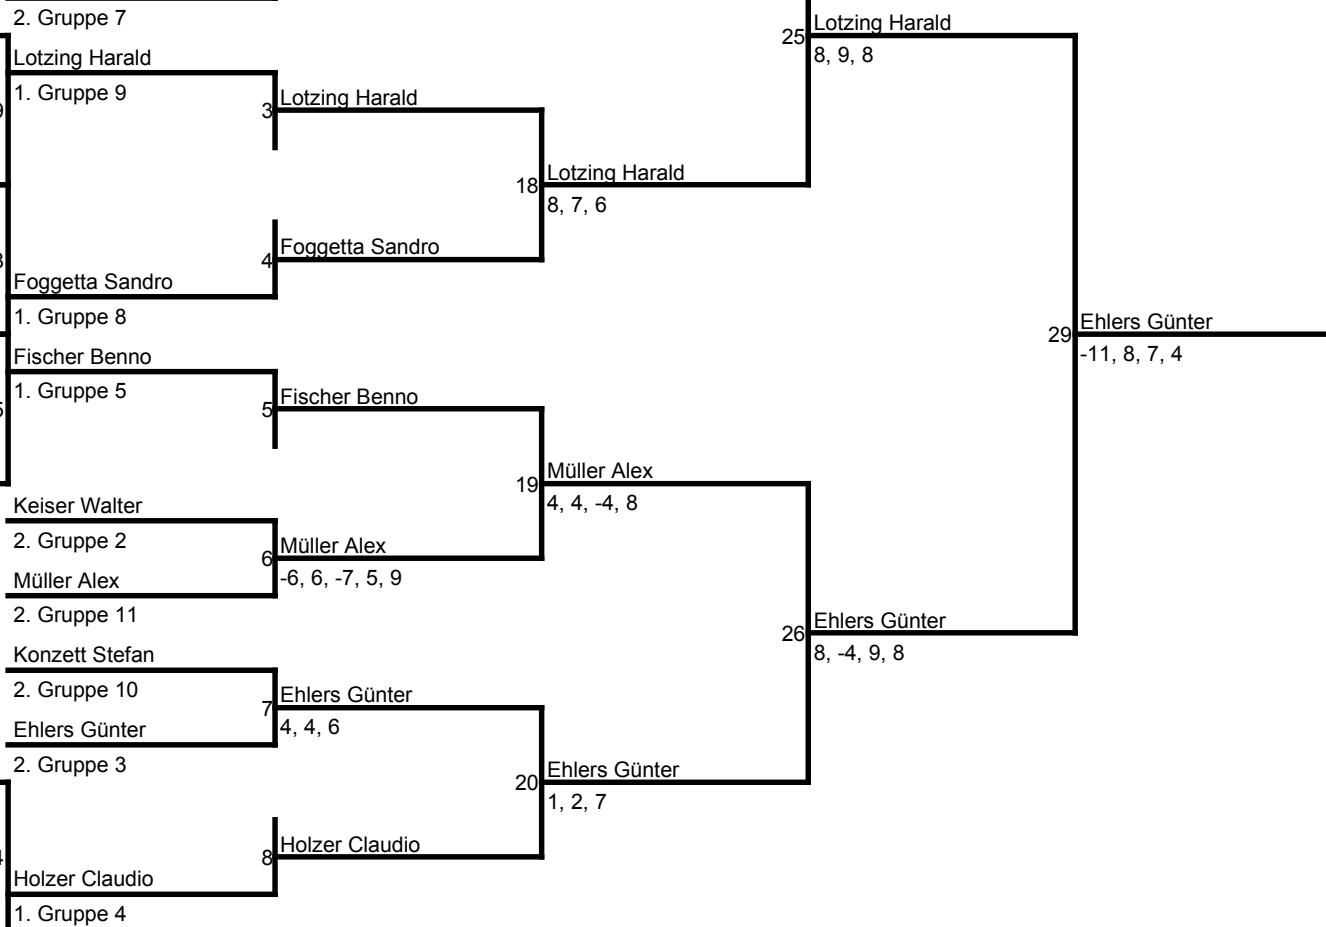 2. Gruppe 7
Lotzing Harald
1. Gruppe 9
Foggetta Sandro
1. Gruppe 8
Fischer Benno
1. Gruppe 5
Keiser Walter
2. Gruppe 2
Müller Alex
2. Gruppe 11
Konzett Stefan
2. Gruppe 10
Ehlers Günter
2. Gruppe 3
Holzer Claudio
1. Gruppe 4
3 Lotzing Harald
4 Foggetta Sandro
5 Fischer Benno
6 Müller Alex
-6, 6, -7, 5, 9
7 Ehlers Günter
4, 4, 6
8 Holzer Claudio
18 Lotzing Harald
8, 7, 6
19 Müller Alex
4, 4, -4, 8
20 Ehlers Günter
1, 2, 7
25 Lotzing Harald
8, 9, 8
26 Ehlers Günter
8, -4, 9, 8
29 Ehlers Günter
-11, 8, 7, 4